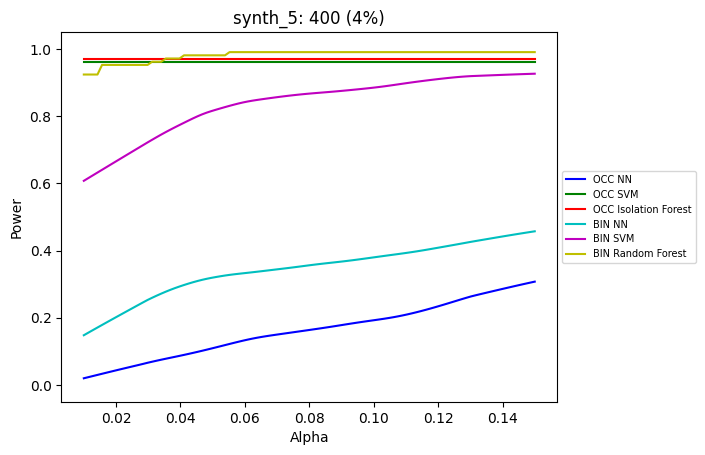 synth_5: 400 (4%)
1.0
0.8
0.6
0.4
0.2
0.0
Power
0.02
0.04
0.06
0.08
0.10
0.12
0.14
Alpha
OCC NN
OCC SVM
OCC Isolation Forest
BIN NN
BIN SVM
BIN Random Forest